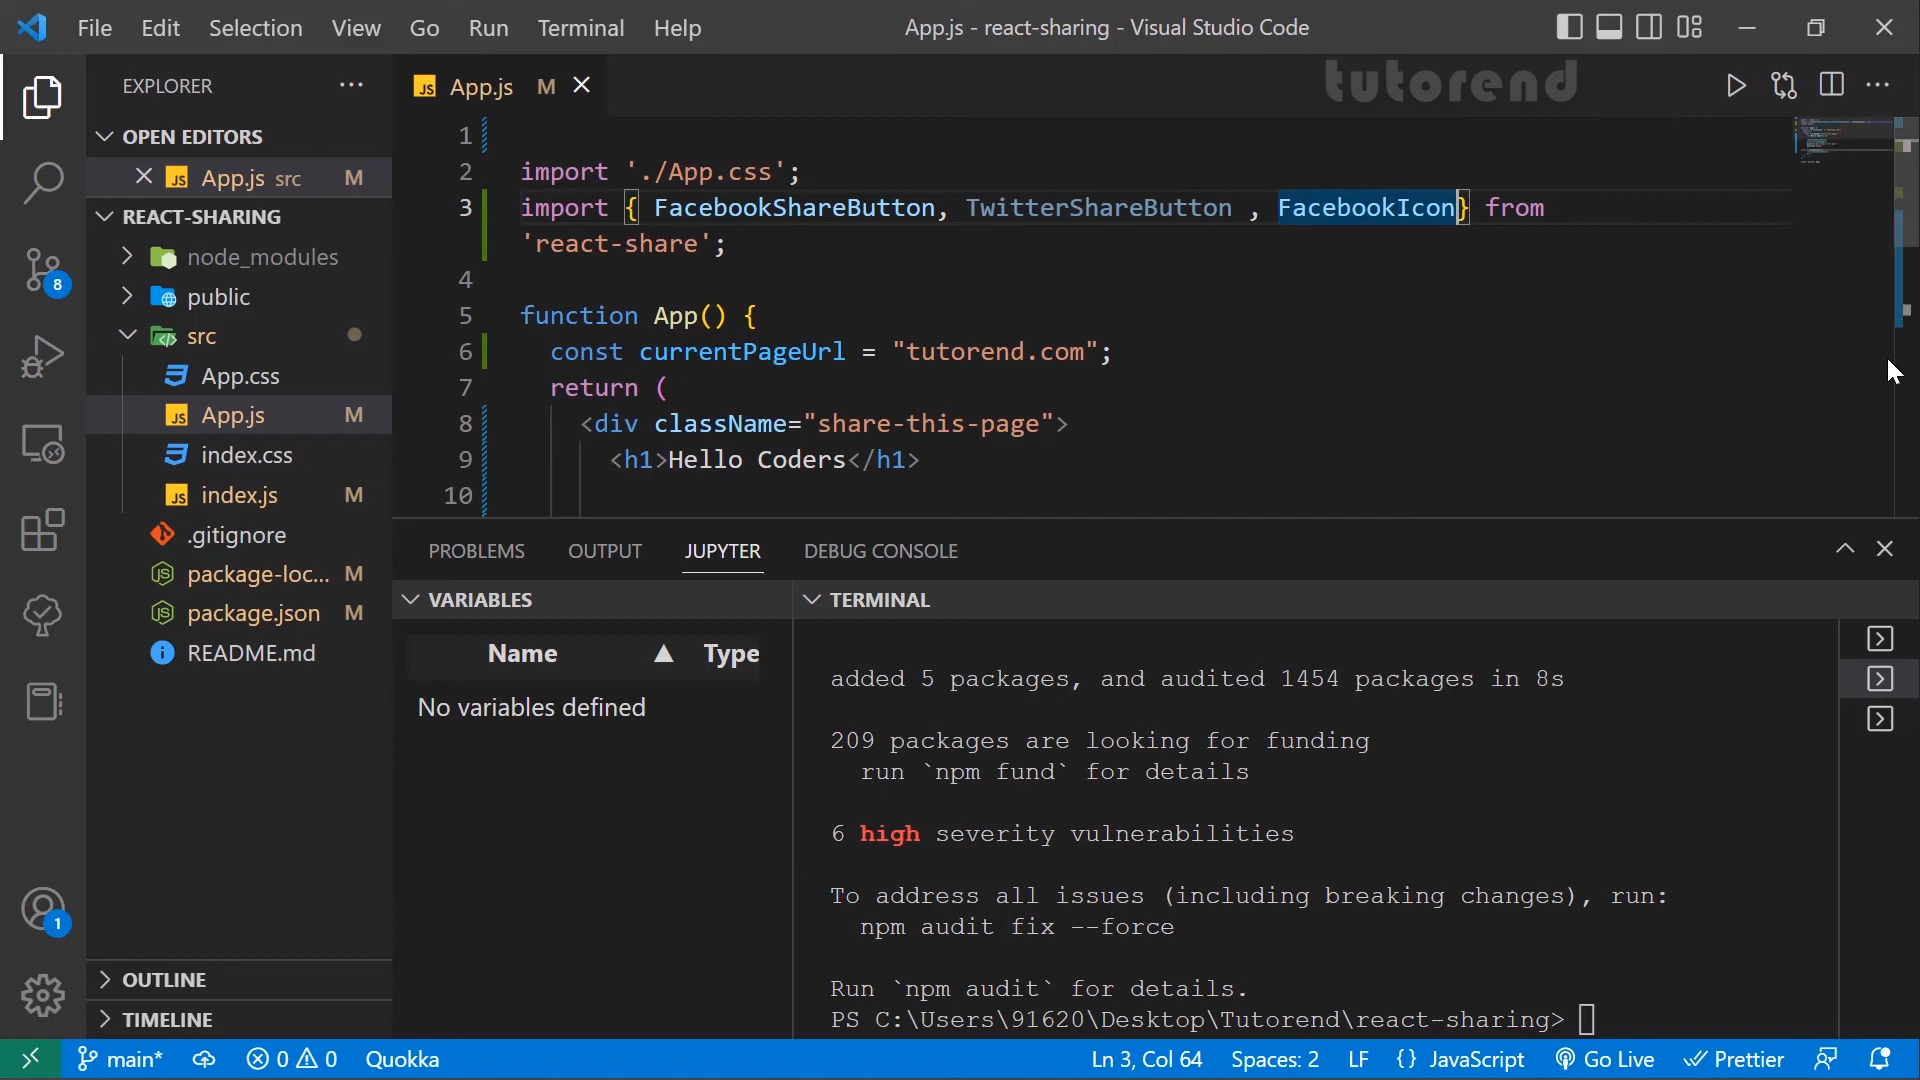 File Edit Selection View Go Run Terminal Help App.js - react-sharing - Visual Studio Code
tutorend
EXPLORER
JS App.js M
OPEN EDITORS
JS App.js src M
REACT-SHARING
node_modules
public
src
App.css
JS App.js M
index.css
JS index.js M
.gitignore
package-loc... M
package.json M
README.md
OUTLINE
TIMELINE
8
1
1
2 import './App.css';
3 import { FacebookShareButton, TwitterShareButton , FacebookIcon} from
'react-share';
4
5 function App() {
6 const currentPageUrl = "tutorend.com";
7 return (
8 <div className="share-this-page">
9 <h1>Hello Coders</h1>
10
PROBLEMS OUTPUT JUPYTER DEBUG CONSOLE
VARIABLES
Name Type
No variables defined
TERMINAL
added 5 packages, and audited 1454 packages in 8s
209 packages are looking for funding
run `npm fund` for details
6 high severity vulnerabilities
To address all issues (including breaking changes), run:
npm audit fix --force
Run `npm audit` for details.
PS C:\Users\91620\Desktop\Tutorend\react-sharing>
main* 0 0 Quokka Ln 3, Col 64 Spaces: 2 LF {} JavaScript Go Live Prettier